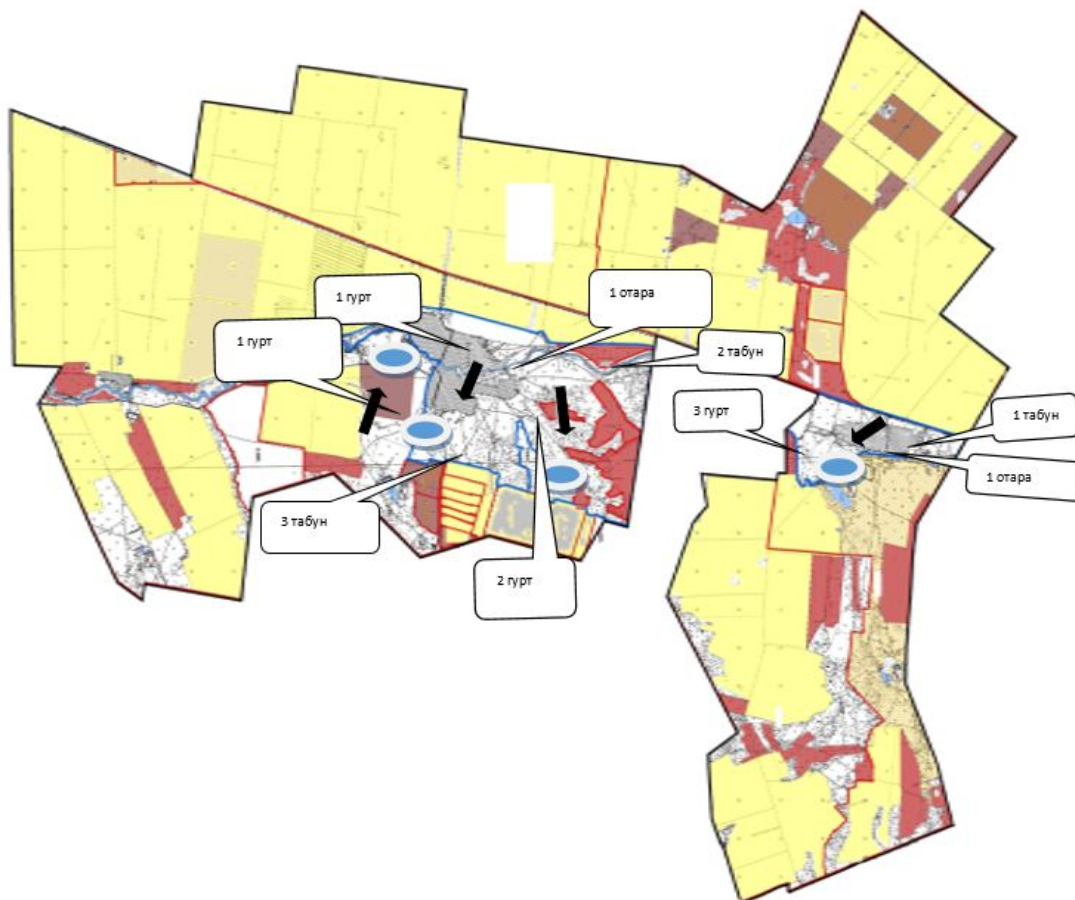 1 гурт
1 отара
1 гурт
2 табун
3 гурт
1 табун
1 отара
3 табун
2 гурт